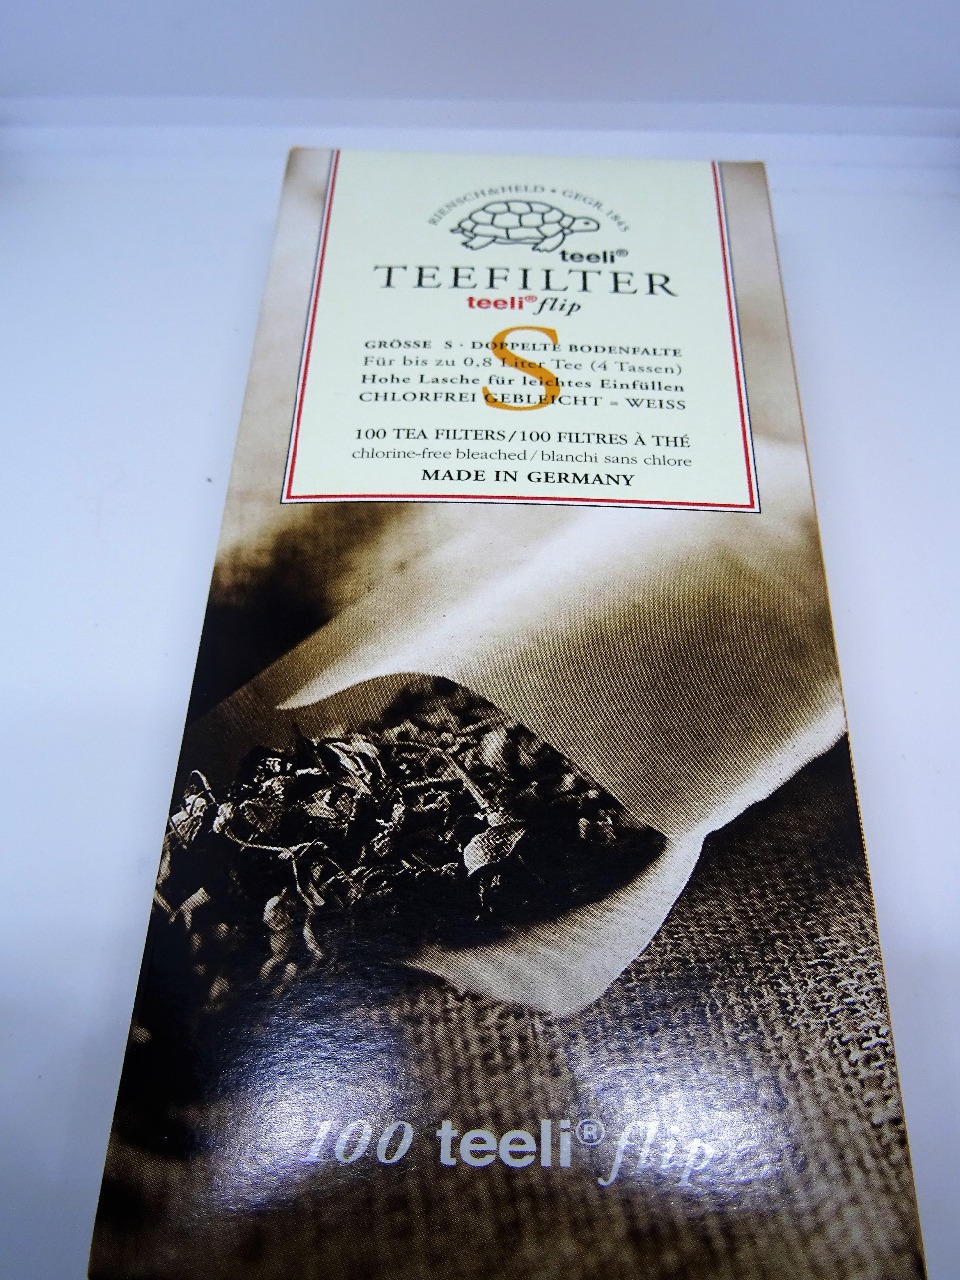 RIENSCH&HELD • GEGR. 1845
teeli®
TEEFILTER
teeli® flip
S
GRÖSSE S · DOPPELTE BODENFALTE
Für bis zu 0,8 Liter Tee (4 Tassen)
Hohe Lasche für leichtes Einfüllen
CHLORFREI GEBLEICHT = WEISS
100 TEA FILTERS/100 FILTRES À THÉ
chlorine-free bleached / blanchi sans chlore
MADE IN GERMANY
100 teeli® flip